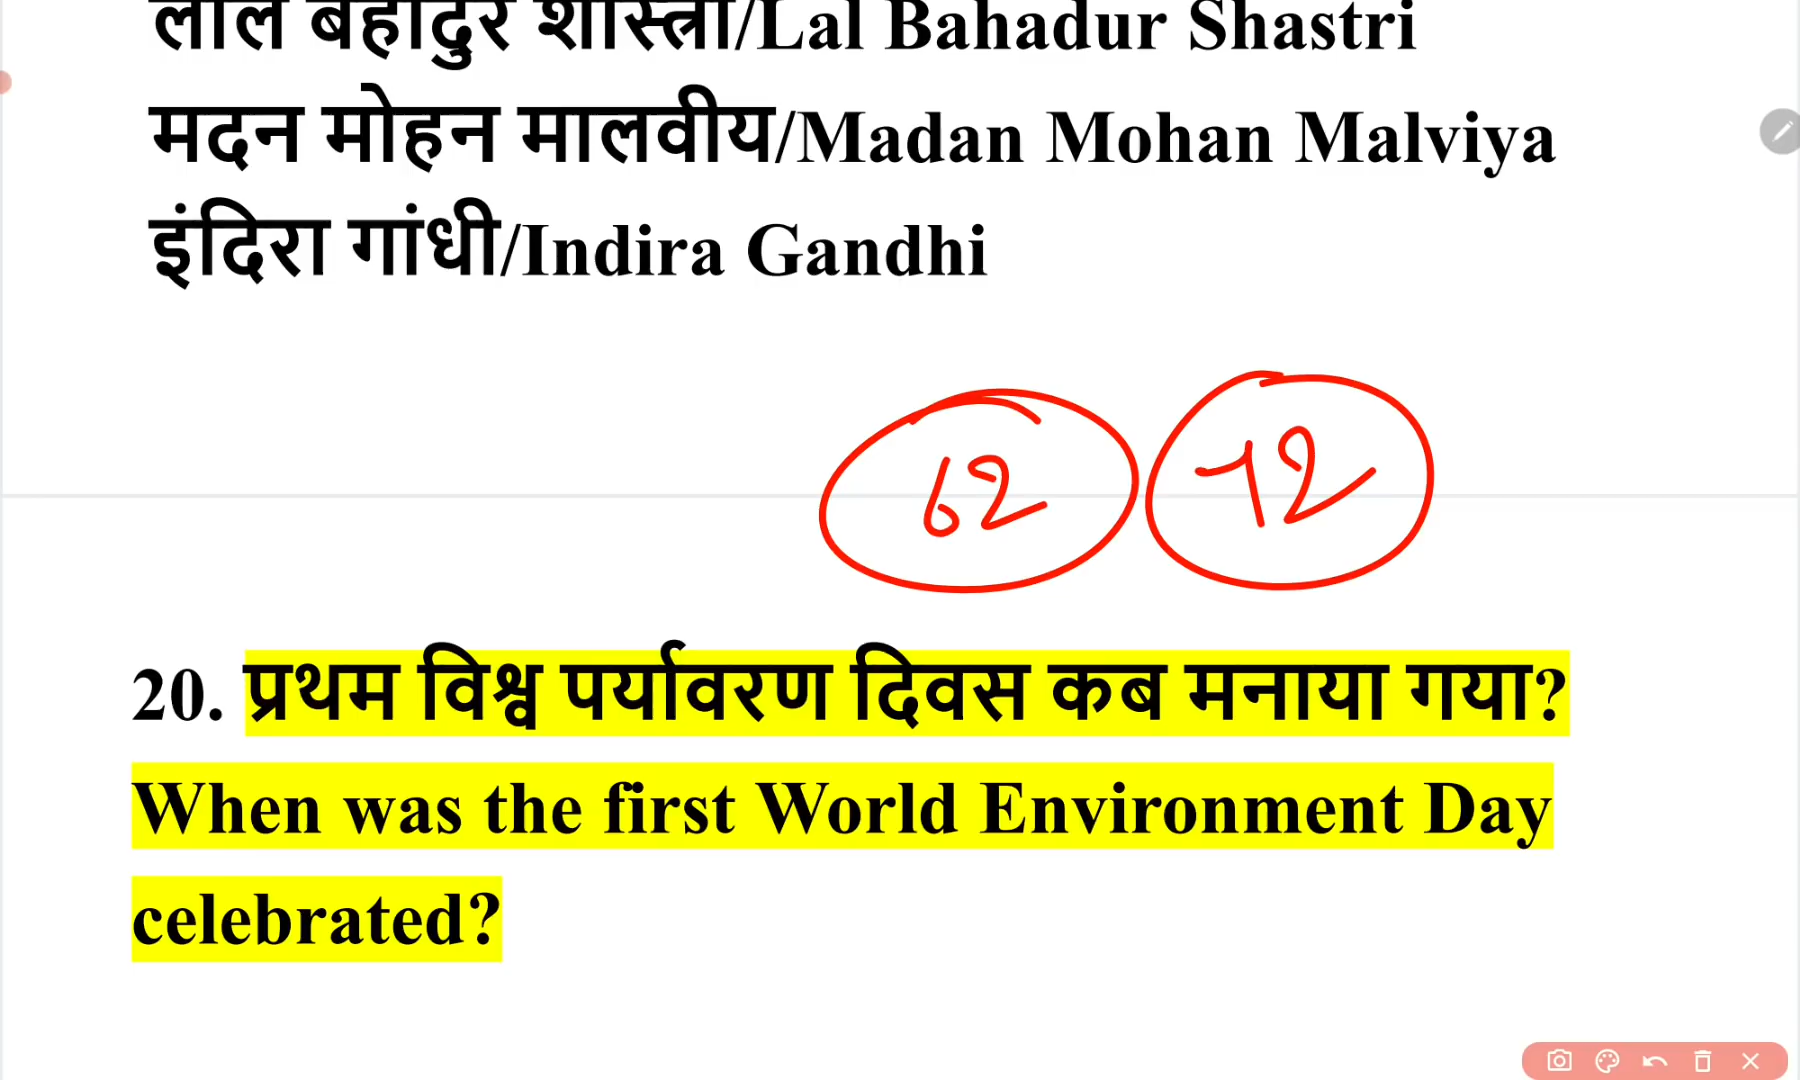 लाल बहादुर शास्त्री/Lal Bahadur Shastri
मदन मोहन मालवीय/Madan Mohan Malviya
इंदिरा गांधी/Indira Gandhi
62 72
20. प्रथम विश्व पर्यावरण दिवस कब मनाया गया?
When was the first World Environment Day
celebrated?